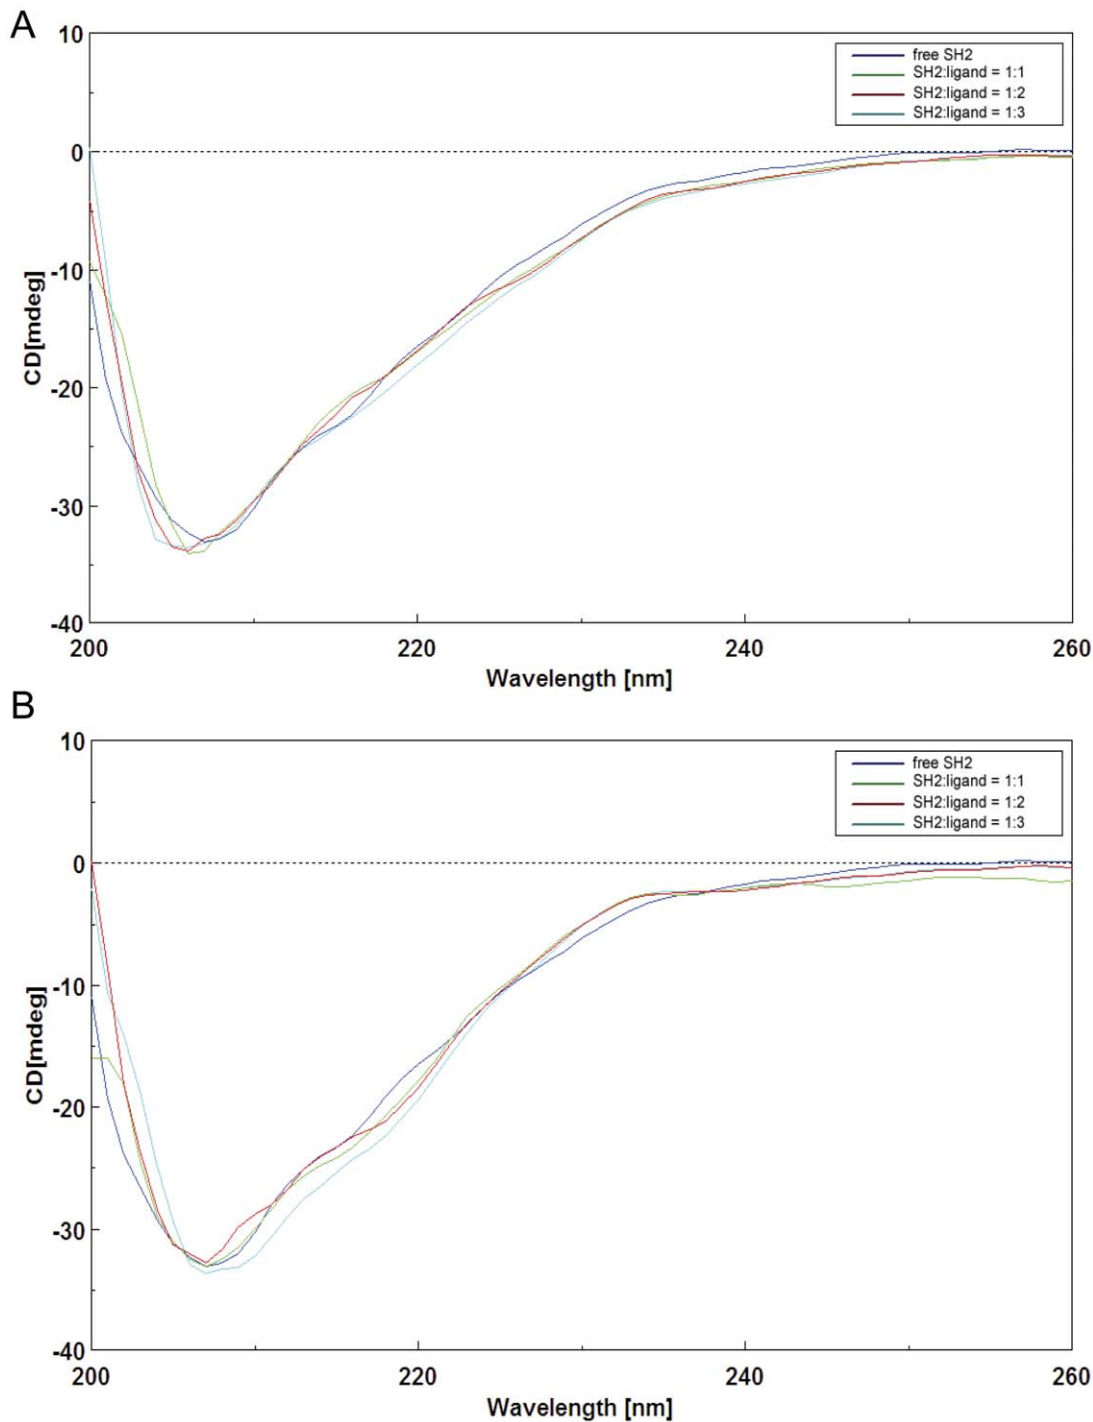 A
10
0
-10
-20
-30
-40
CD[mdeg]
free SH2
SH2:ligand = 1:1
SH2:ligand = 1:2
SH2:ligand = 1:3
200
220
240
260
Wavelength [nm]
B
10
0
-10
-20
-30
-40
CD[mdeg]
free SH2
SH2:ligand = 1:1
SH2:ligand = 1:2
SH2:ligand = 1:3
200
220
240
260
Wavelength [nm]